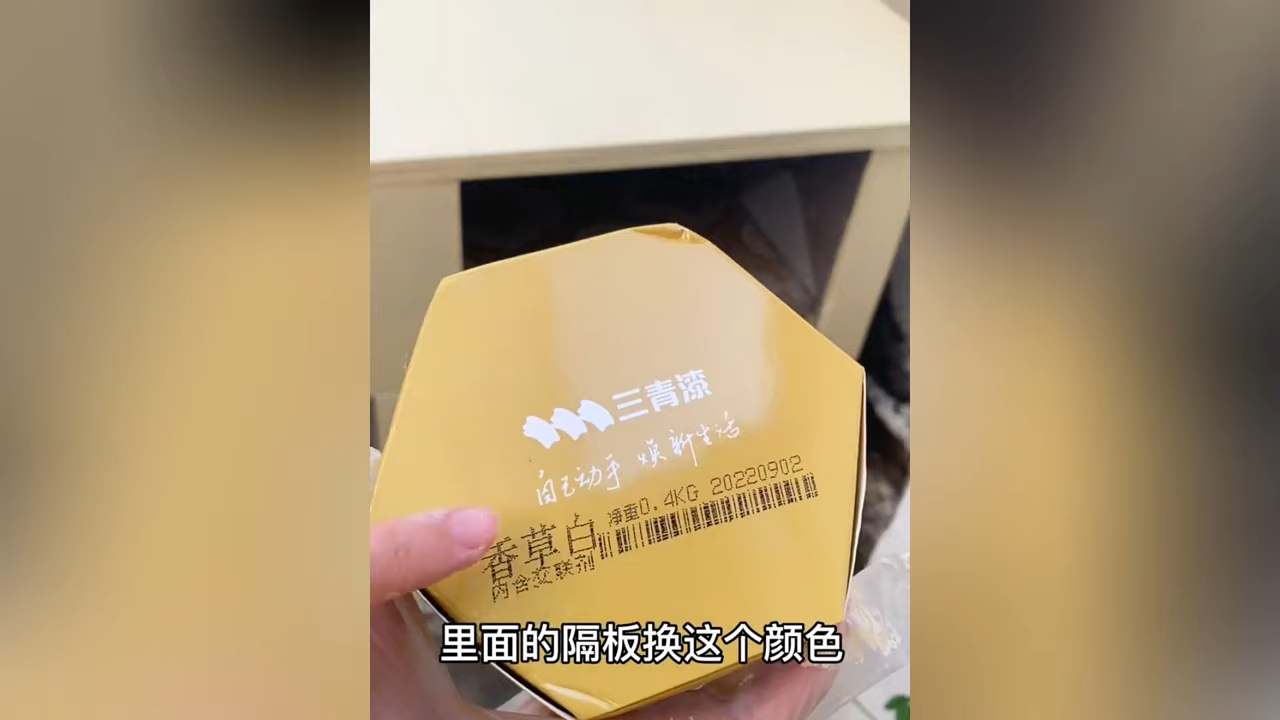 三青漆
自己动手 焕新生活
净重0.4KG 20220902
香草白
内含交联剂
里面的隔板换这个颜色